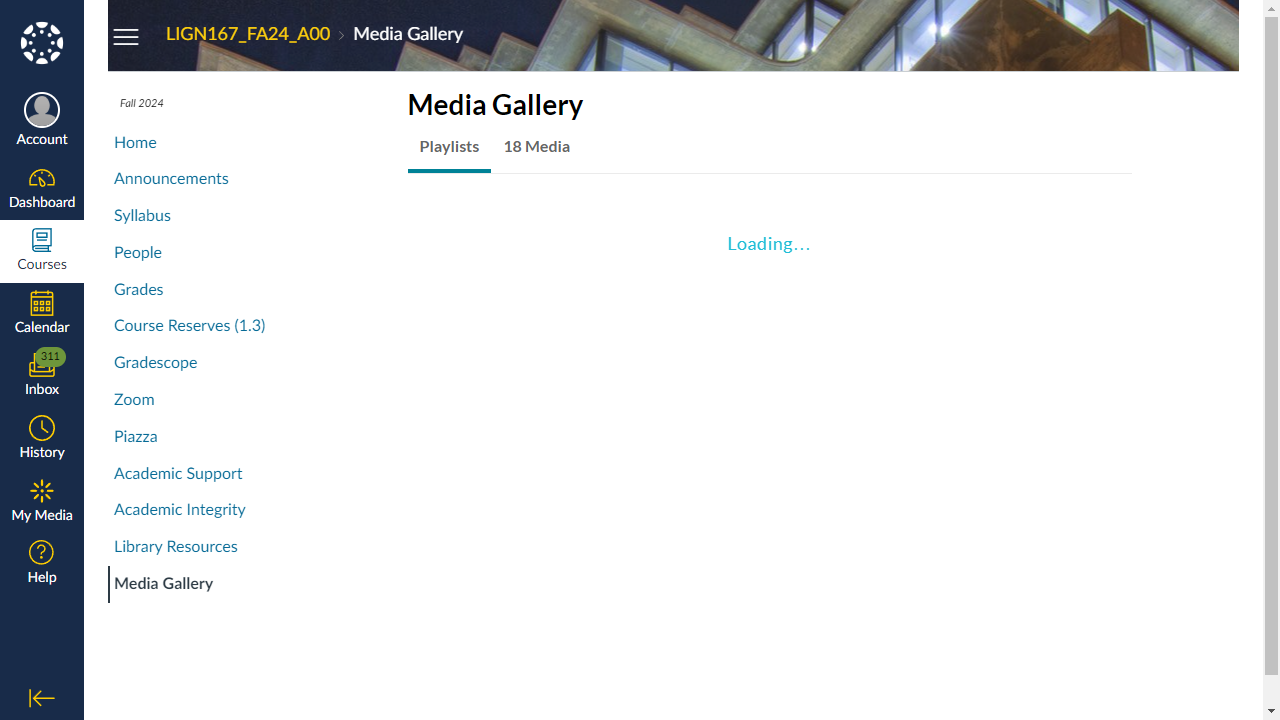 LIGN167_FA24_A00 › Media Gallery
Account
Dashboard
Courses
Calendar
311
Inbox
History
My Media
Help
Fall 2024
Home
Announcements
Syllabus
People
Grades
Course Reserves (1.3)
Gradescope
Zoom
Piazza
Academic Support
Academic Integrity
Library Resources
Media Gallery
Media Gallery
Playlists 18 Media
Loading...